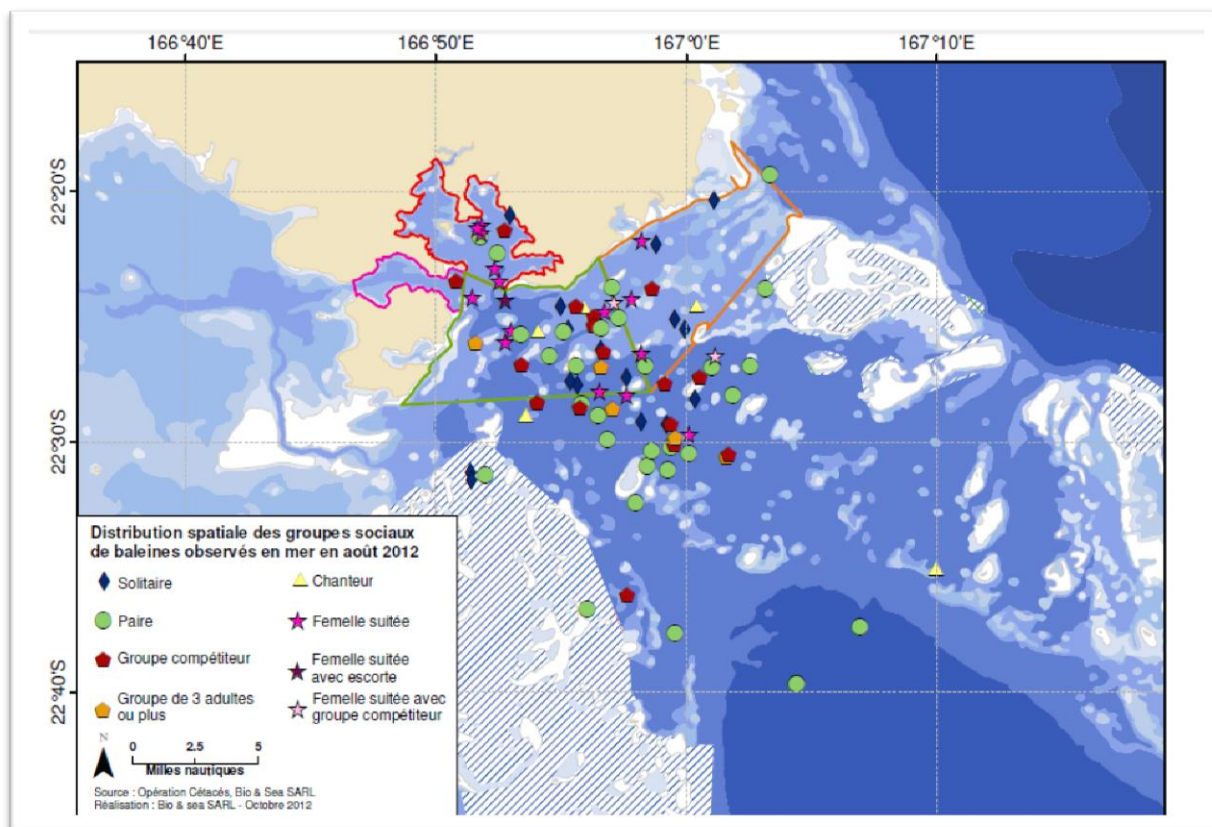 166°40'E 166°50'E 167°0'E 167°10'E
22°20'S
22°30'S
22°40'S
Distribution spatiale des groupes sociaux
de baleines observés en mer en août 2012
Solitaire
Chanteur
Paire
Femelle suitée
Groupe compétiteur
Femelle suitée
avec escorte
Groupe de 3 adultes
ou plus
Femelle suitée avec
groupe compétiteur
N
0 2.5 5
Milles nautiques
Source : Opération Cétacés, Bio & Sea SARL
Réalisation : Bio & sea SARL - Octobre 2012